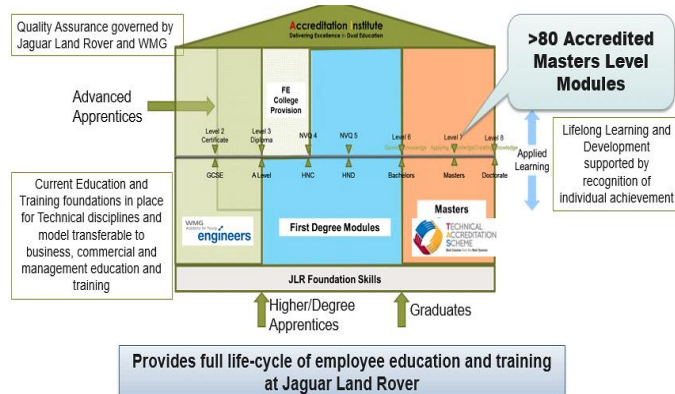 Quality Assurance governed by
Jaguar Land Rover and WMG
Accreditation Institute
Delivering Excellence in Dual Education
>80 Accredited
Masters Level
Modules
Advanced
Apprentices
FE
College
Provision
Level 2
Certificate
Level 3
Diploma
NVQ 4
NVQ 5
Level 6
Level 7
Level 8
GCSE
A Level
HNC
HND
Bachelors
Masters
Doctorate
Applied
Learning
Lifelong Learning and
Development
supported by
recognition of
individual achievement
Current Education and
Training foundations in place
for Technical disciplines and
model transferable to
business, commercial and
management education and
training
WMG
Academy for Young
engineers
First Degree Modules
Masters
TECHNICAL
ACCREDITATION
SCHEME
JLR Foundation Skills
Higher/Degree
Apprentices
Graduates
Provides full life-cycle of employee education and training
at Jaguar Land Rover